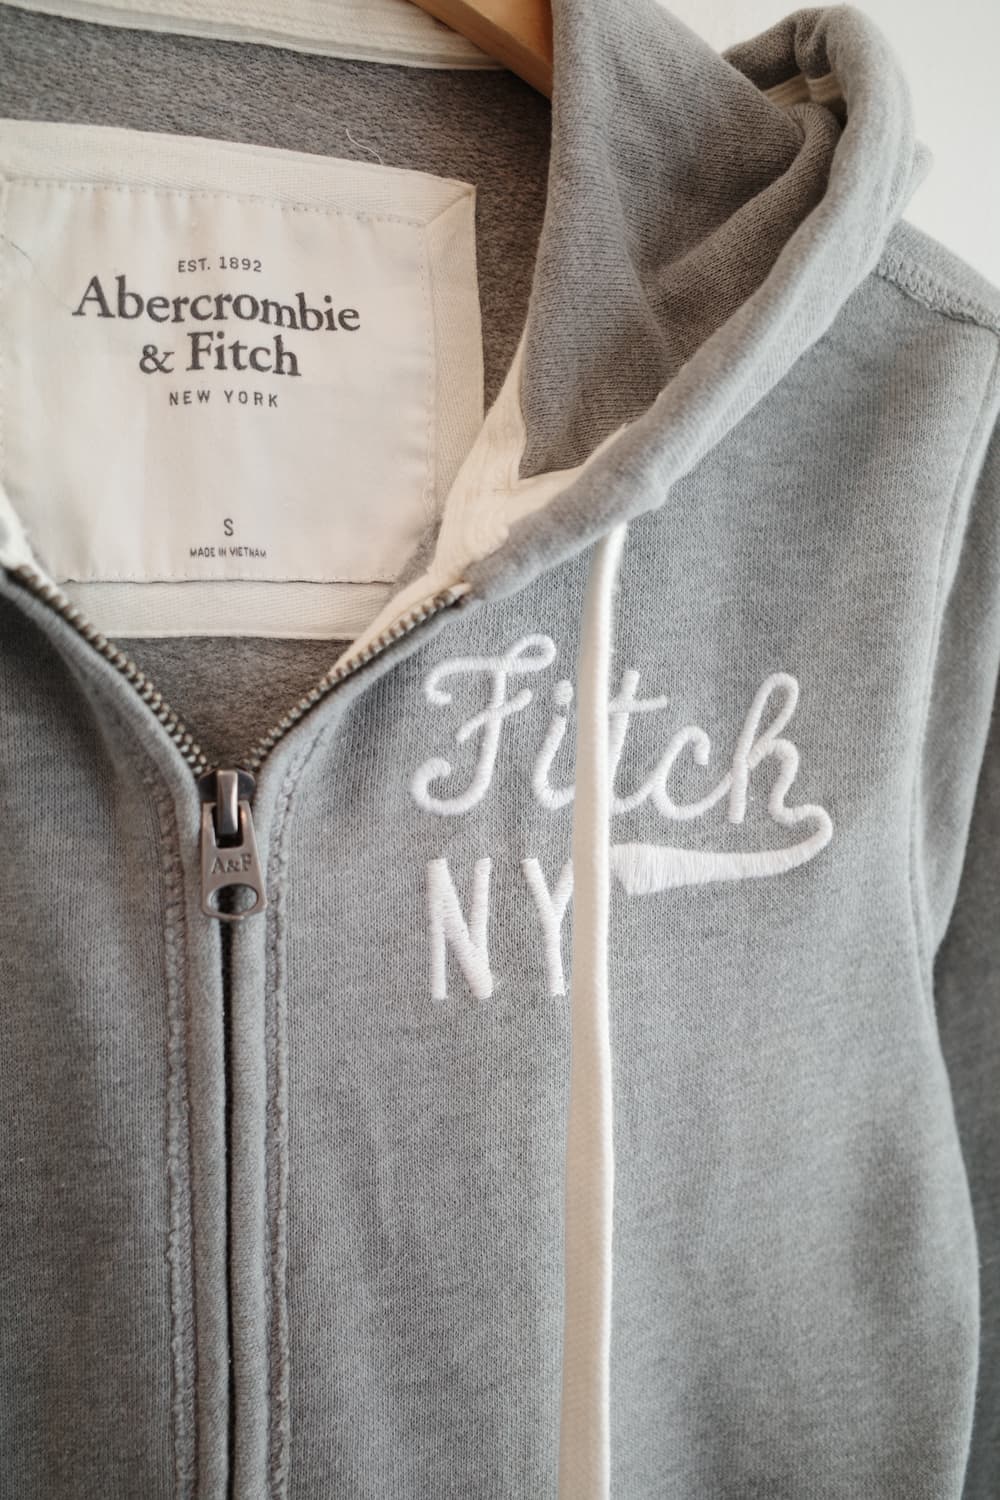 EST. 1892
Abercrombie
& Fitch
NEW YORK
S
MADE IN VIETNAM
Fitch
NY
A&F